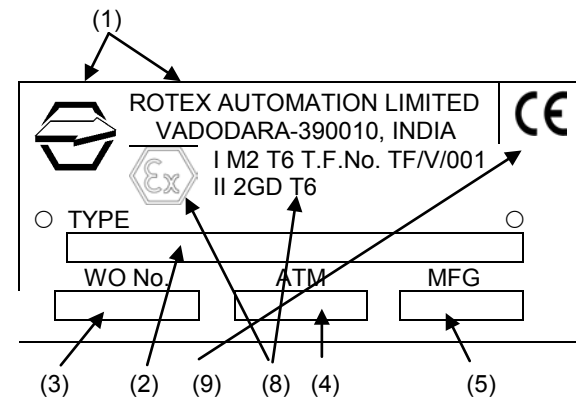 (1)
ROTEX AUTOMATION LIMITED
VADODARA-390010, INDIA
CE
Ex
I M2 T6 T.F.No. TF/V/001
II 2GD T6
TYPE
WO No. ATM MFG
(3) (2) (9) (8) (4) (5)